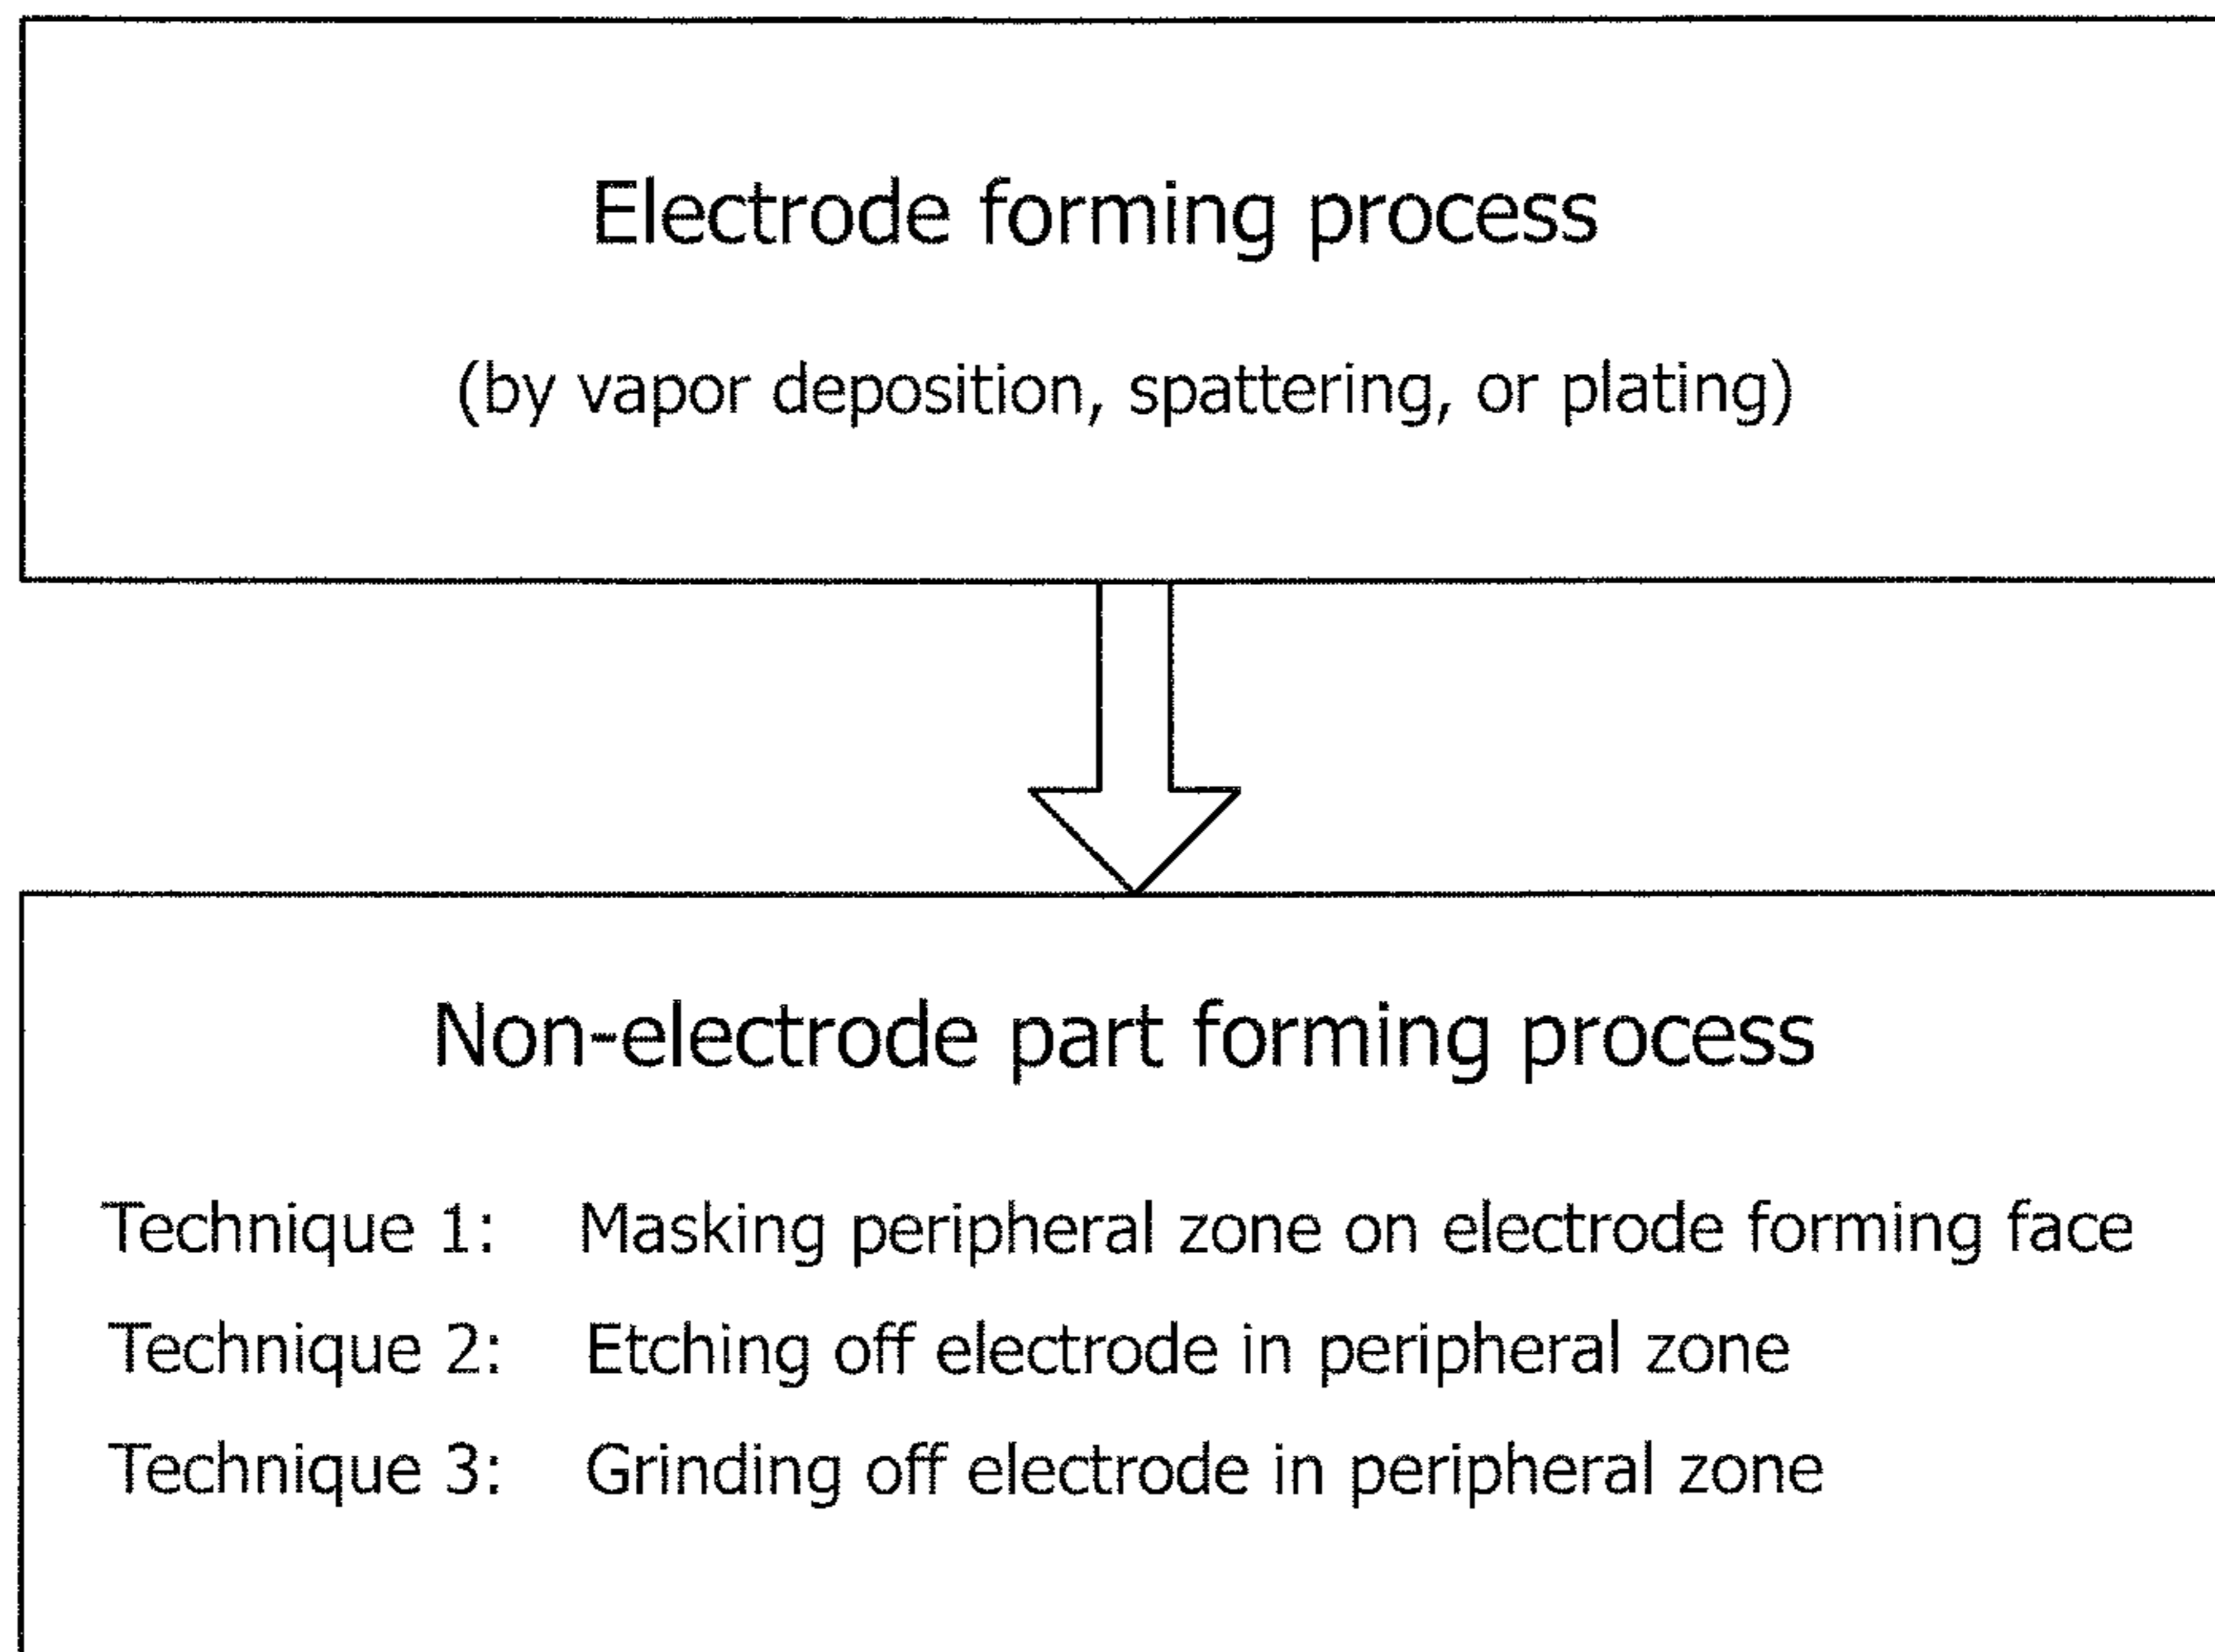 Electrode forming process
(by vapor deposition, spattering, or plating)
Non-electrode part forming process
Technique 1: Masking peripheral zone on electrode forming face
Technique 2: Etching off electrode in peripheral zone
Technique 3: Grinding off electrode in peripheral zone